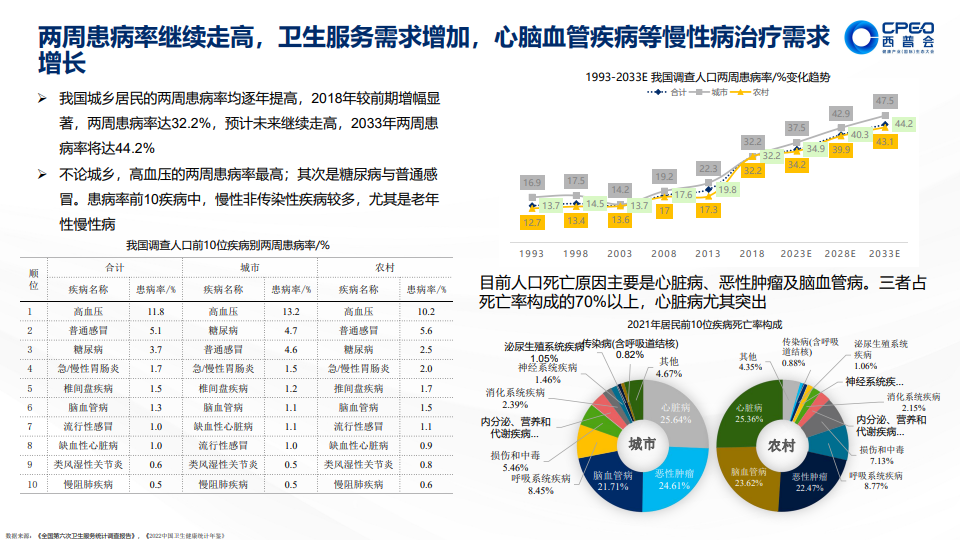 两周患病率继续走高，卫生服务需求增加，心脑血管疾病等慢性病治疗需求
增长
CPEO
西普会
健康产业(国际)生态大会
➢ 我国城乡居民的两周患病率均逐年提高，2018年较前期增幅显
著，两周患病率达32.2%，预计未来继续走高，2033年两周患
病率将达44.2%
➢ 不论城乡，高血压的两周患病率最高；其次是糖尿病与普通感
冒。患病率前10疾病中，慢性非传染性疾病较多，尤其是老年
性慢性病
我国调查人口前10位疾病别两周患病率/%
顺位 合计 城市 农村
疾病名称 患病率/% 疾病名称 患病率/% 疾病名称 患病率/%
1 高血压 11.8 高血压 13.2 高血压 10.2
2 普通感冒 5.1 糖尿病 4.7 普通感冒 5.6
3 糖尿病 3.7 普通感冒 4.6 糖尿病 2.5
4 急/慢性胃肠炎 1.7 急/慢性胃肠炎 1.5 急/慢性胃肠炎 2.0
5 椎间盘疾病 1.5 椎间盘疾病 1.2 推间盘疾病 1.7
6 脑血管病 1.3 脑血管病 1.1 脑血管病 1.5
7 流行性感冒 1.0 缺血性心脏病 1.1 流行性感冒 1.1
8 缺血性心脏病 1.0 流行性感冒 1.0 缺血性心脏病 0.9
9 类风湿性关节炎 0.6 类风湿性关节炎 0.5 类风湿性关节炎 0.8
10 慢阻肺疾病 0.5 慢阻肺疾病 0.5 慢阻肺疾病 0.6
1993-2033E 我国调查人口两周患病率/%变化趋势
合计 城市 农村
16.9 17.5 14.2 19.2 22.3 32.2 37.5 42.9 47.5
13.7 14.5 13.7 17.6 19.8 32.2 34.9 40.3 44.2
12.7 13.4 13.6 17 17.3 32.2 34.2 39.9 43.1
1993 1998 2003 2008 2013 2018 2023E 2028E 2033E
目前人口死亡原因主要是心脏病、恶性肿瘤及脑血管病。三者占
死亡率构成的70%以上，心脏病尤其突出
2021年居民前10位疾病死亡率构成
城市
心脏病
25.64%
恶性肿瘤
24.61%
脑血管病
21.71%
呼吸系统疾病
8.45%
损伤和中毒
5.46%
内分泌、营养和
代谢疾病...
消化系统疾病
2.39%
神经系统疾病
1.46%
泌尿生殖系统疾病
1.05%
传染病(含呼吸道结核)
0.82%
其他
4.67%
农村
心脏病
25.36%
脑血管病
23.62%
恶性肿瘤
22.47%
呼吸系统疾病
8.77%
损伤和中毒
7.13%
内分泌、营养和
代谢疾病...
消化系统疾病
2.15%
神经系统疾...
泌尿生殖系统
疾病
1.06%
传染病(含呼吸
道结核)
0.88%
其他
4.35%
数据来源：《全国第六次卫生服务统计调查报告》，《2022中国卫生健康统计年鉴》